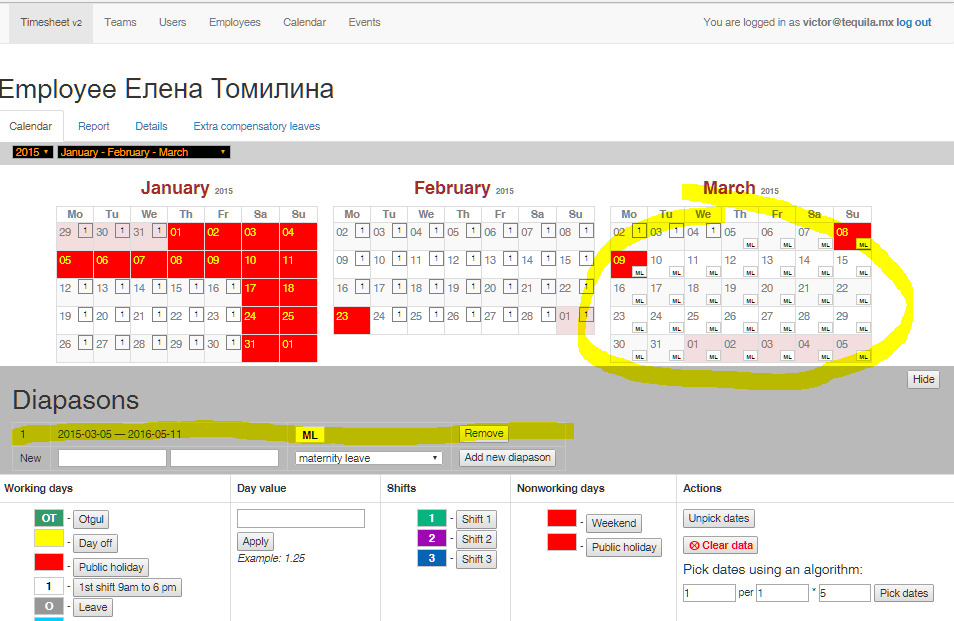 Timesheet v2 Teams Users Employees Calendar Events You are logged in as victor@tequila.mx log out
Employee Елена Томилина
Calendar Report Details Extra compensatory leaves
2015 January - February - March
January 2015 February 2015 March 2015
Mo Tu We Th Fr Sa Su Mo Tu We Th Fr Sa Su Mo Tu We Th Fr Sa Su
29 1 30 1 31 1 01 02 03 04 02 1 03 1 04 1 05 1 06 1 07 1 08 1 02 1 03 1 04 1 05 ML 06 ML 07 ML 08 ML
05 06 07 08 09 10 11 09 1 10 1 11 1 12 1 13 1 14 1 15 1 09 ML 10 ML 11 ML 12 ML 13 ML 14 ML 15 ML
12 1 13 1 14 1 15 1 16 1 17 18 16 1 17 1 18 1 19 1 20 1 21 1 22 1 16 ML 17 ML 18 ML 19 ML 20 ML 21 ML 22 ML
19 1 20 1 21 1 22 1 23 1 24 25 23 24 1 25 1 26 1 27 1 28 1 01 1 23 ML 24 ML 25 ML 26 ML 27 ML 28 ML 29 ML
26 1 27 1 28 1 29 1 30 1 31 01 30 ML 31 ML 01 ML 02 ML 03 ML 04 ML 05 ML
Hide
Diapasons
1 2015-03-05 — 2016-05-11 ML Remove
New maternity leave Add new diapason
Working days Day value Shifts Nonworking days Actions
OT - Otgul 1 - Shift 1 - Weekend Unpick dates
- Day off Apply 2 - Shift 2 - Public holiday Clear data
- Public holiday Example: 1.25 3 - Shift 3 Pick dates using an algorithm:
1 - 1st shift 9am to 6 pm 1 per 1 * 5 Pick dates
O - Leave